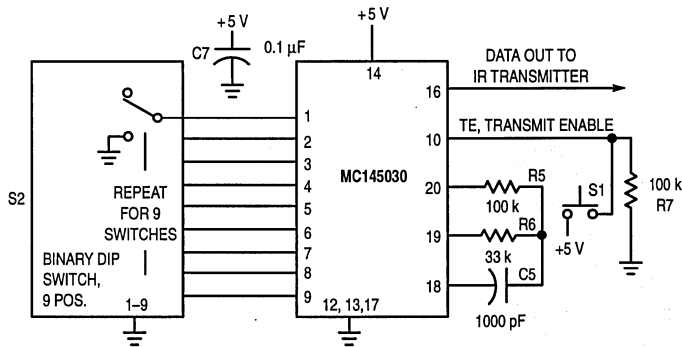 +5 V
C7
0.1 µF
+5 V
14
DATA OUT TO
IR TRANSMITTER
16
TE, TRANSMIT ENABLE
10
MC145030
1
2
3
4
5
6
7
8
9
S2
REPEAT
FOR 9
SWITCHES
BINARY DIP
SWITCH,
9 POS.
1–9
20
R5
100 k
19
R6
33 k
18
C5
1000 pF
S1
+5 V
100 k
R7
12, 13,17